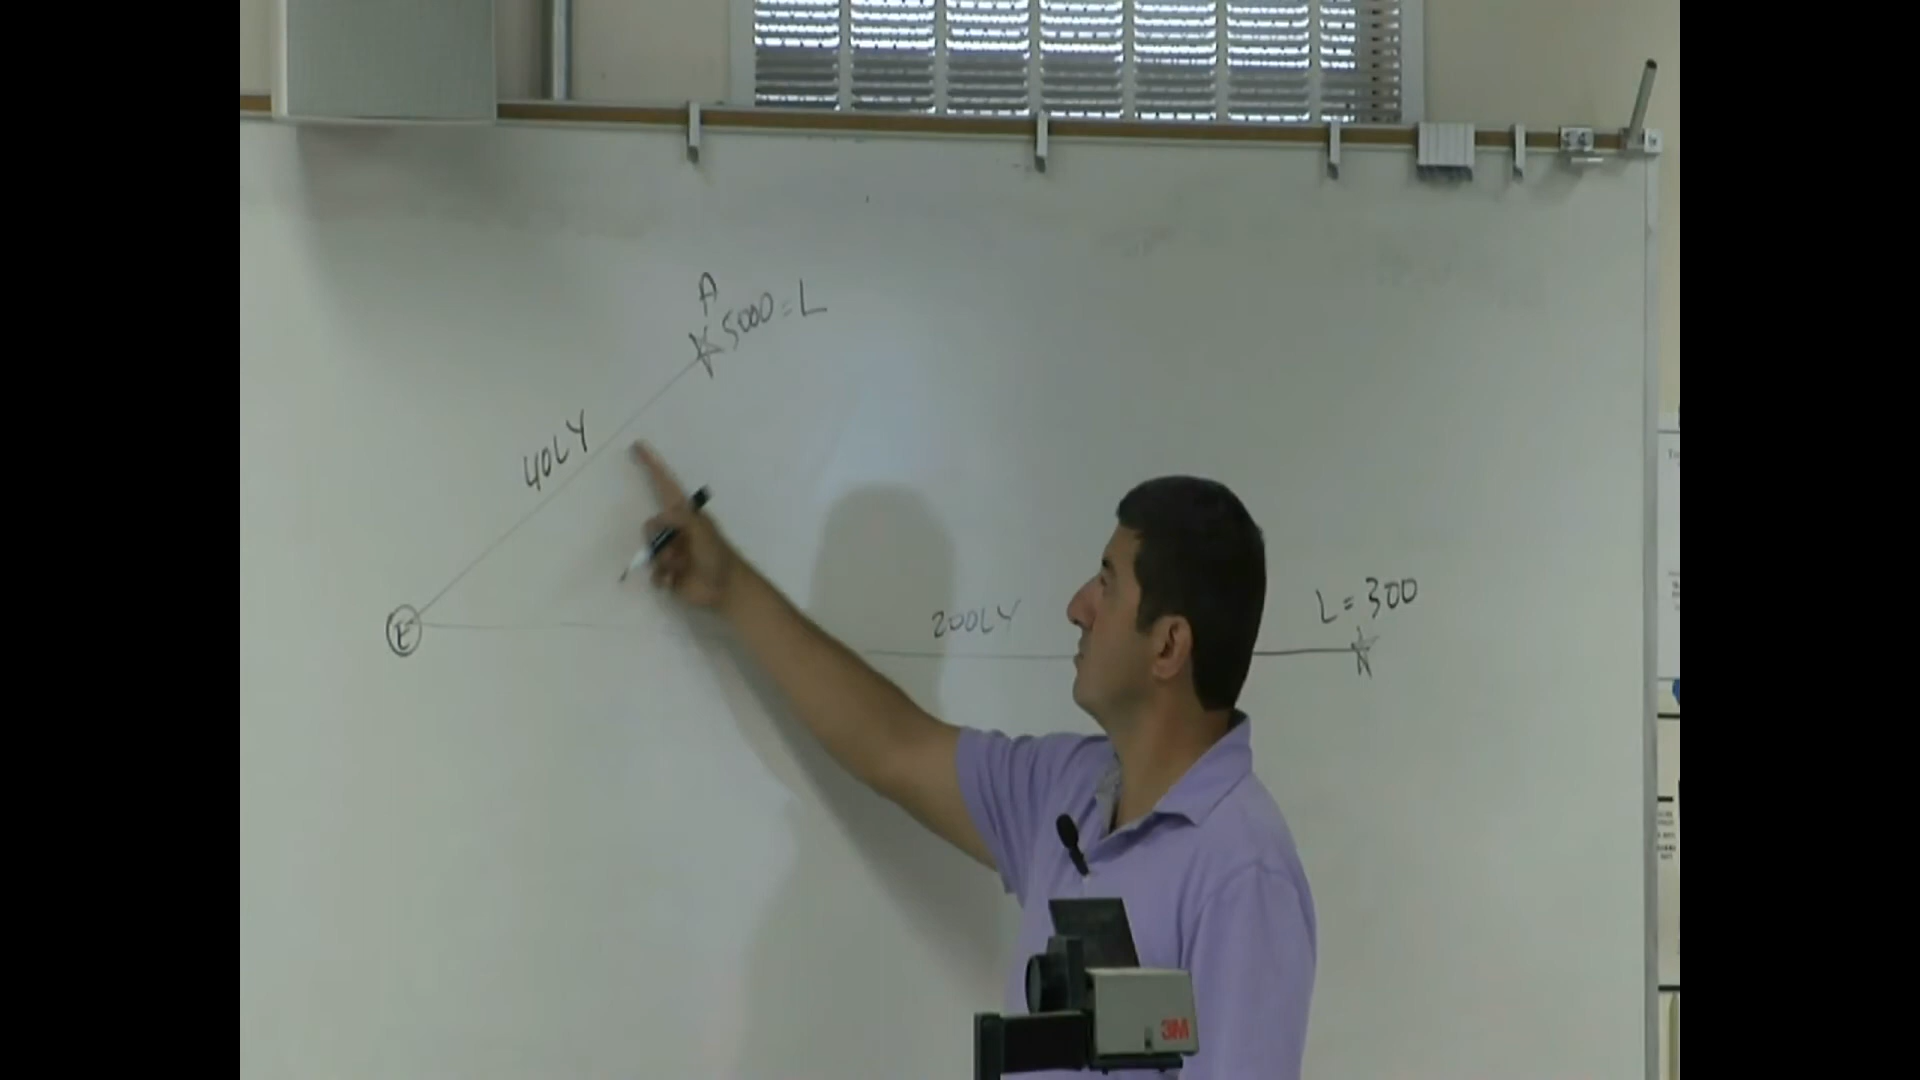 A
5000 = L
40LY
E
200LY
L = 300
3M